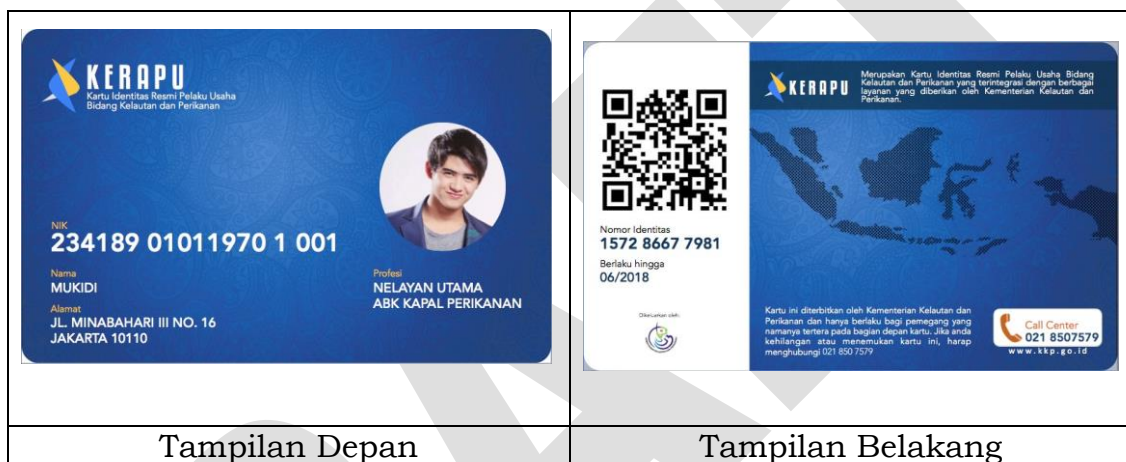 KERAPU
Kartu Identitas Resmi Pelaku Usaha
Bidang Kelautan dan Perikanan
NIK
234189 01011970 1 001
Nama
MUKIDI
Alamat
JL. MINABAHARI III NO. 16
JAKARTA 10110
Profesi
NELAYAN UTAMA
ABK KAPAL PERIKANAN
Tampilan Depan
Nomor Identitas
1572 8667 7981
Berlaku hingga
06/2018
Dikeluarkan oleh:
KERAPU
Merupakan Kartu Identitas Resmi Pelaku Usaha Bidang
Kelautan dan Perikanan yang terintegrasi dengan berbagai
layanan yang diberikan oleh Kementerian Kelautan dan
Perikanan.
Kartu ini diterbitkan oleh Kementerian Kelautan dan
Perikanan dan hanya berlaku bagi pemegang yang
namanya tertera pada bagian depan kartu. Jika anda
kehilangan atau menemukan kartu ini, harap
menghubungi 021 850 7579
Call Center
021 8507579
www.kkp.go.id
Tampilan Belakang